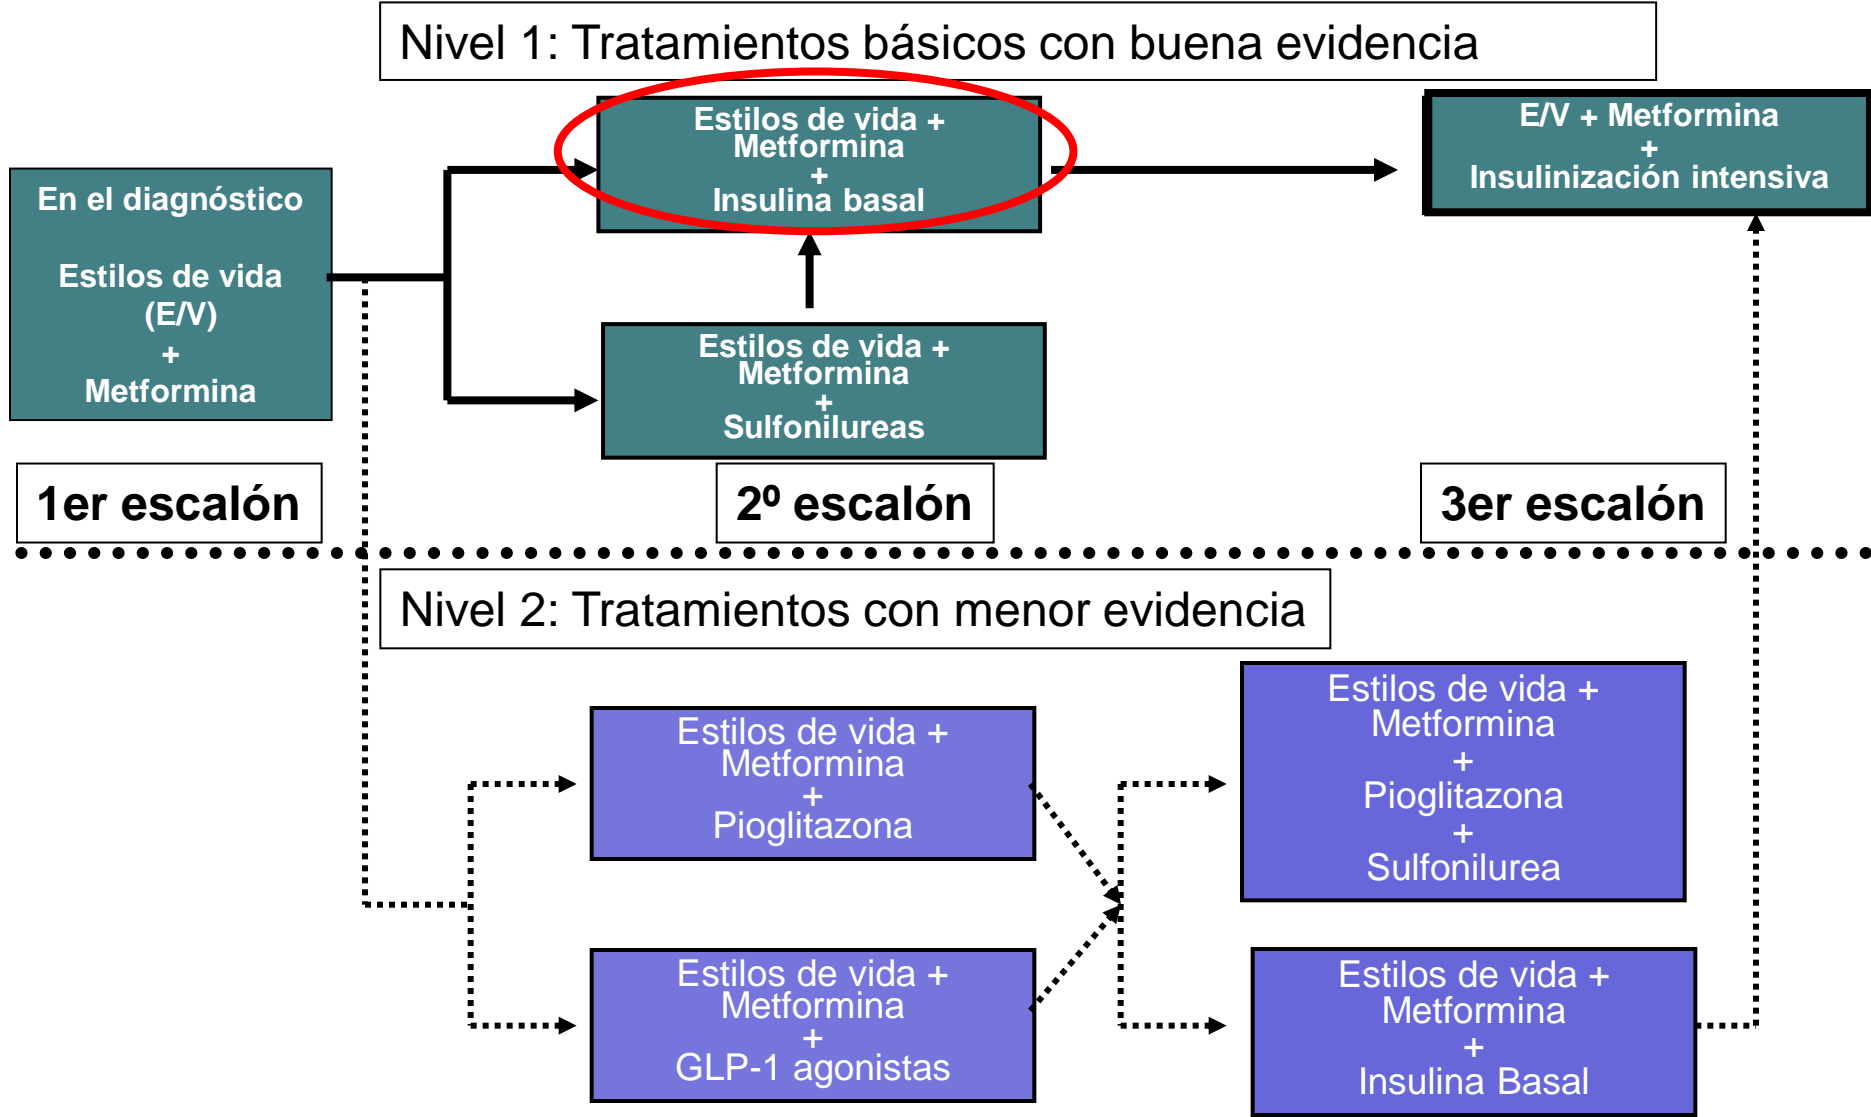 Nivel 1: Tratamientos básicos con buena evidencia
Estilos de vida +
Metformina
+
Insulina basal
E/V + Metformina
+
Insulinización intensiva
En el diagnóstico
Estilos de vida
(E/V)
+
Metformina
Estilos de vida +
Metformina
+
Sulfonilureas
1er escalón
2º escalón
3er escalón
Nivel 2: Tratamientos con menor evidencia
Estilos de vida +
Metformina
+
Pioglitazona
Estilos de vida +
Metformina
+
Pioglitazona
+
Sulfonilurea
Estilos de vida +
Metformina
+
GLP-1 agonistas
Estilos de vida +
Metformina
+
Insulina Basal